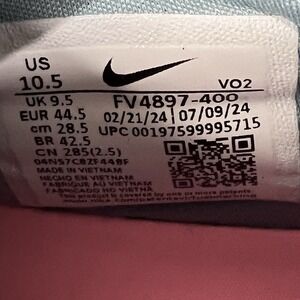 US
10.5
VO2
UK 9.5
FV4897-400
EUR 44.5
02/21/24 07/09/24
cm 28.5
UPC 00197599995715
BR 42.5
CN 285(2.5)
MADE IN VIETNAM
HECHO EN VIETNAM
FABRIQUE AU VIETNAM
FABRICADO NO VIETNÃ